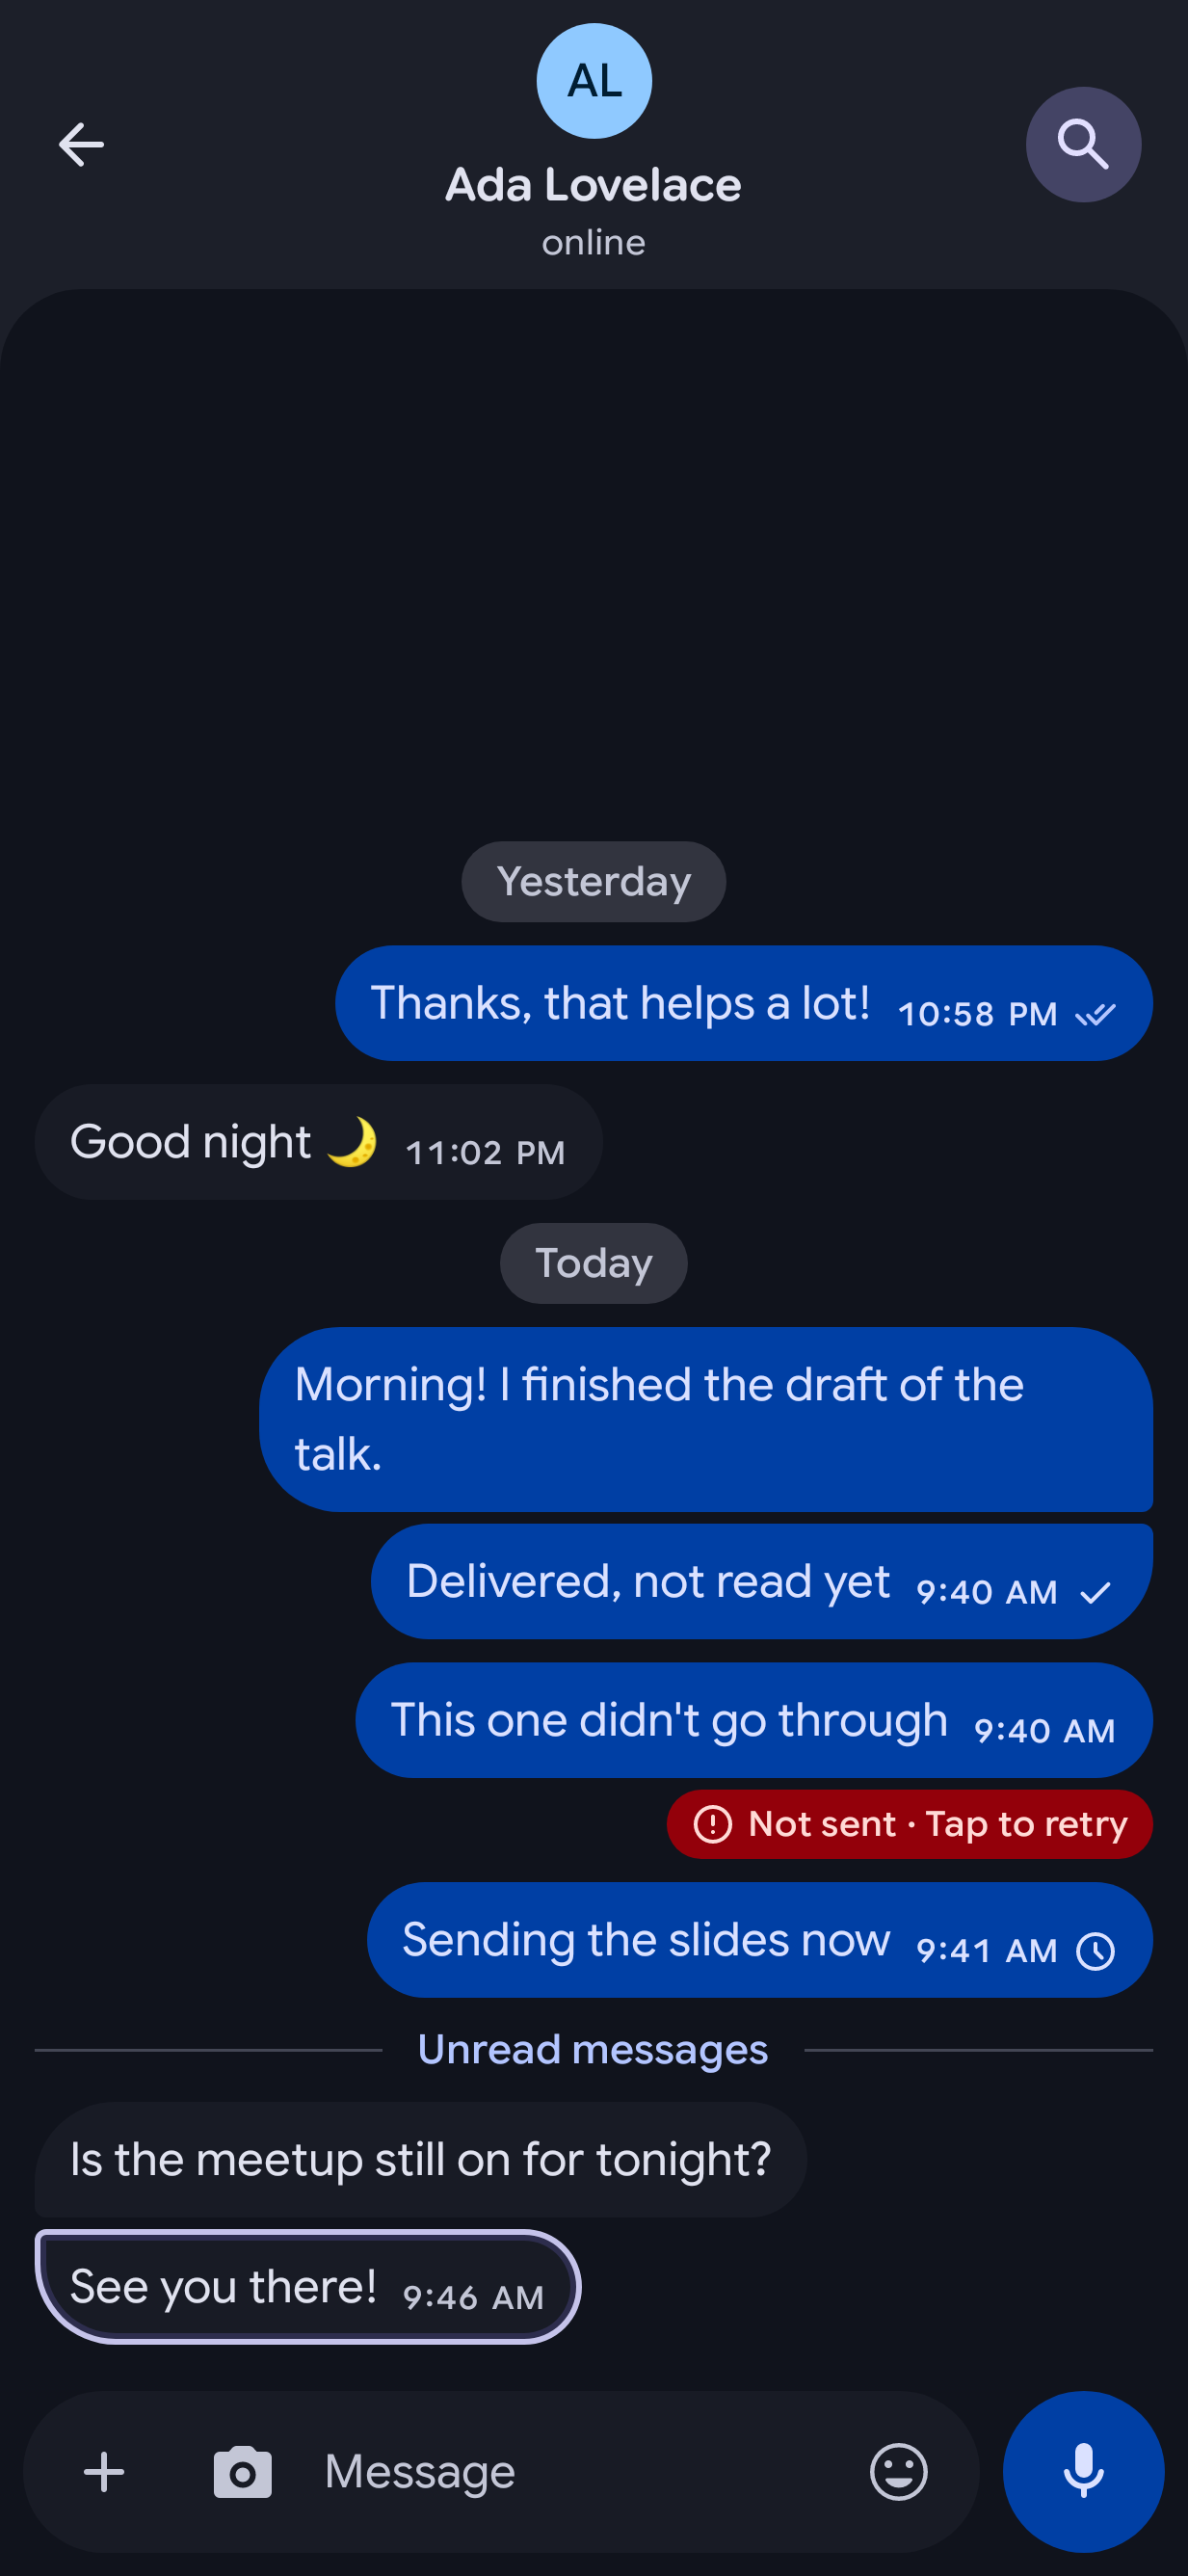 AL
Ada Lovelace
online
Yesterday
Thanks, that helps a lot! 10:58 PM
Good night 🌙 11:02 PM
Today
Morning! I finished the draft of the
talk.
Delivered, not read yet 9:40 AM
This one didn't go through 9:40 AM
Not sent · Tap to retry
Sending the slides now 9:41 AM
Unread messages
Is the meetup still on for tonight?
See you there! 9:46 AM
Message